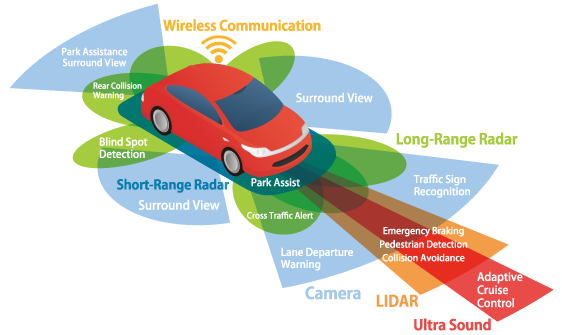 Wireless Communication
Park Assistance
Surround View
Rear Collision
Warning
Surround View
Blind Spot
Detection
Long-Range Radar
Short-Range Radar
Park Assist
Traffic Sign
Recognition
Surround View
Cross Traffic Alert
Emergency Braking
Pedestrian Detection
Collision Avoidance
Lane Departure
Warning
Adaptive
Cruise
Control
Camera
LIDAR
Ultra Sound